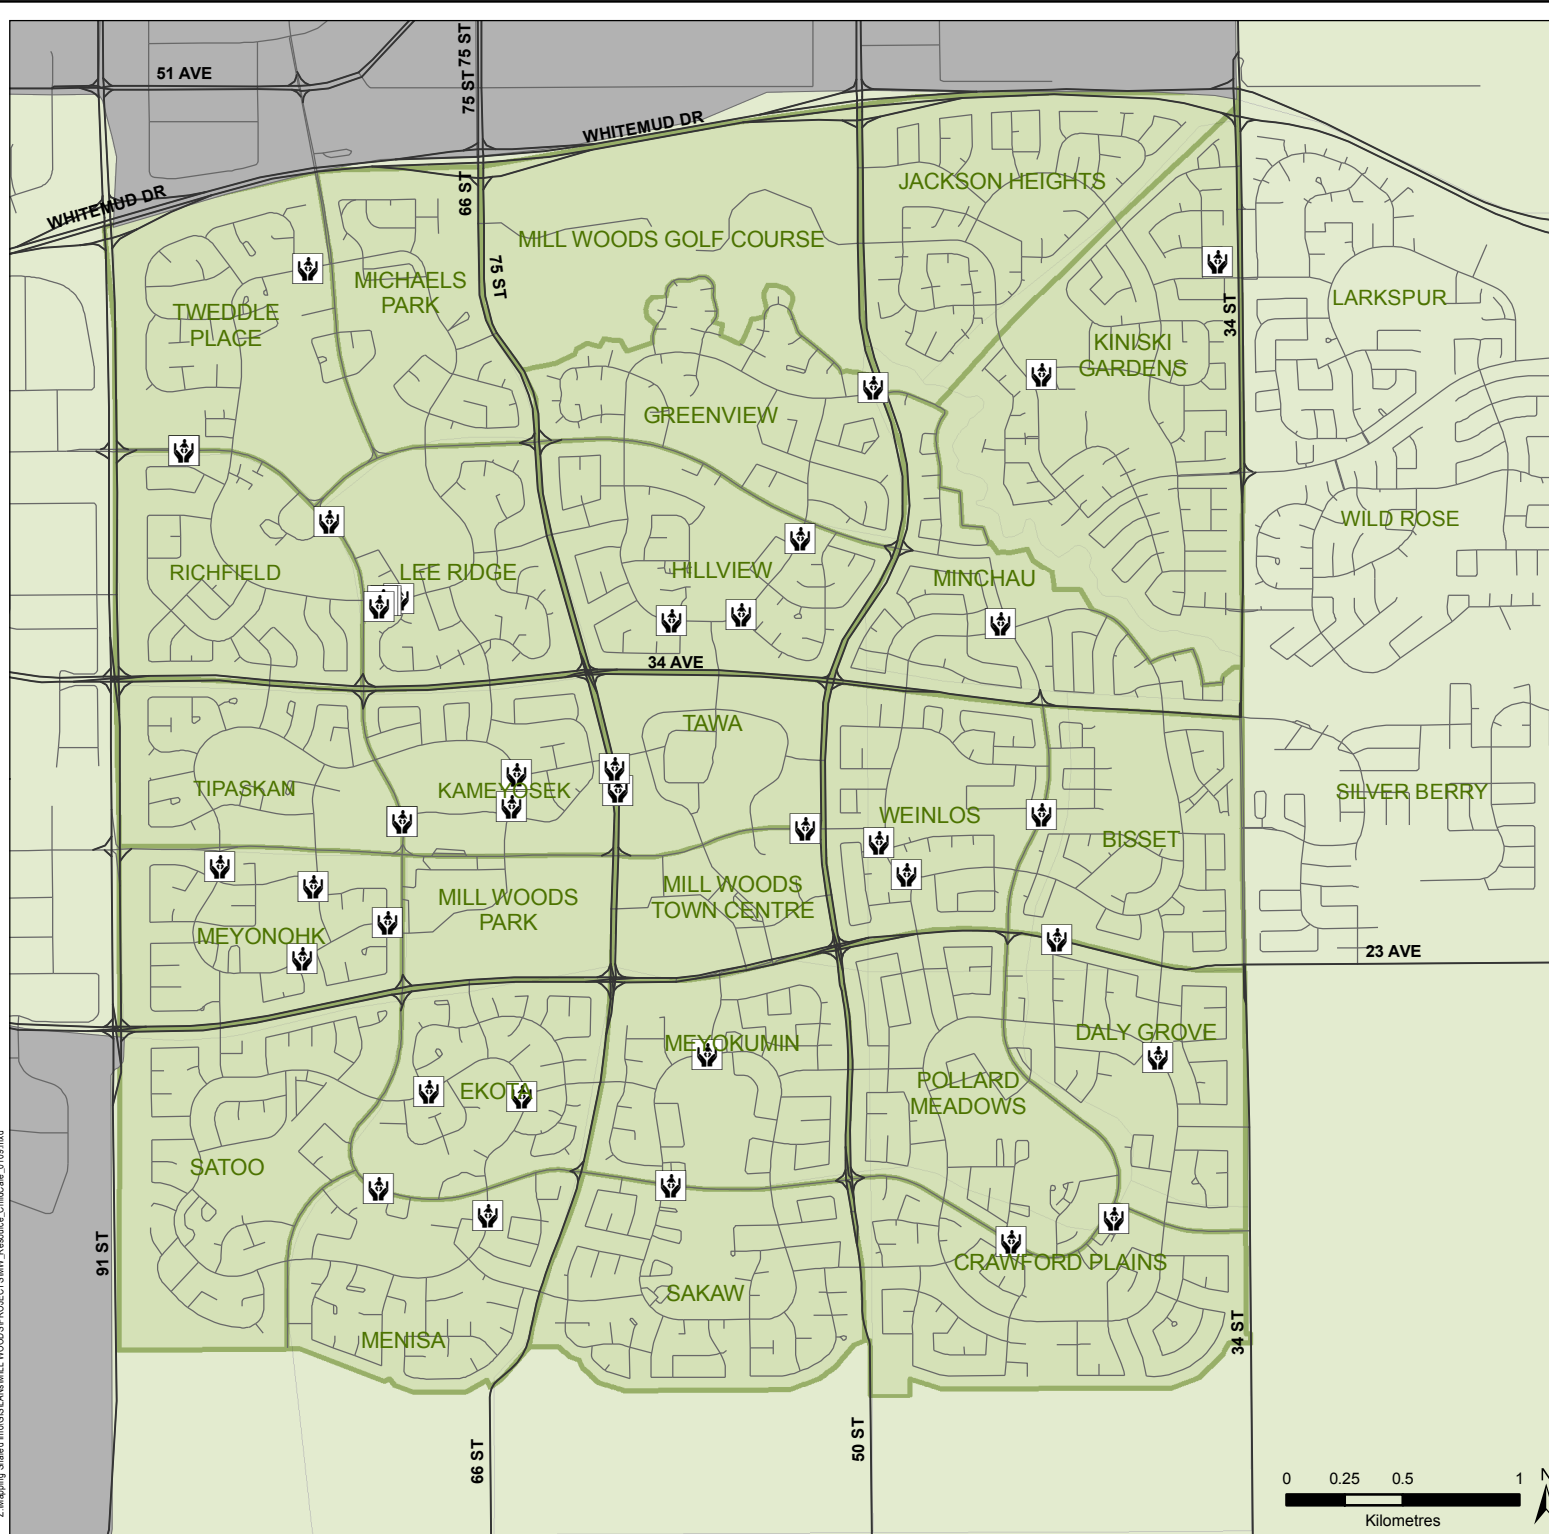 51 AVE
75 ST
75 ST
WHITEMUD DR
WHITEMUD DR
66 ST
75 ST
JACKSON HEIGHTS
MILL WOODS GOLF COURSE
MICHAELS
PARK
TWEDDLE
PLACE
34 ST
LARKSPUR
KINISKI
GARDENS
GREENVIEW
WILD ROSE
RICHFIELD
LEE RIDGE
HILLVIEW
MINCHAU
34 AVE
TAWA
TIPASKAN
KAMEYOSEK
WEINLOS
SILVER BERRY
BISSET
MILL WOODS
PARK
MILL WOODS
TOWN CENTRE
MEYONOHK
23 AVE
MEYOKUMIN
DALY GROVE
EKOTA
POLLARD
MEADOWS
SATOO
91 ST
CRAWFORD PLAINS
SAKAW
MENISA
34 ST
66 ST
50 ST
0 0.25 0.5 1
Kilometres
N